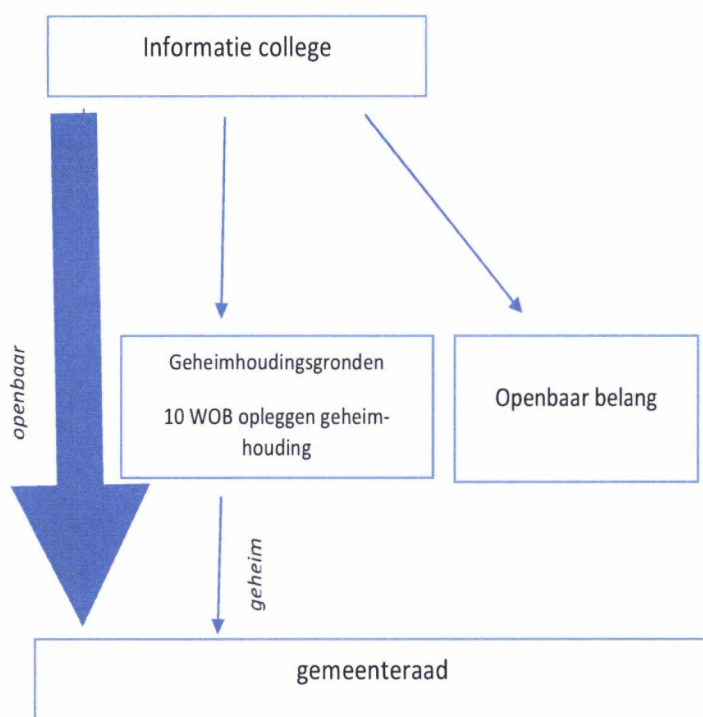 Informatie college
openbaar
Geheimhoudingsgronden
10 WOB opleggen geheim-
houding
Openbaar belang
geheim
gemeenteraad